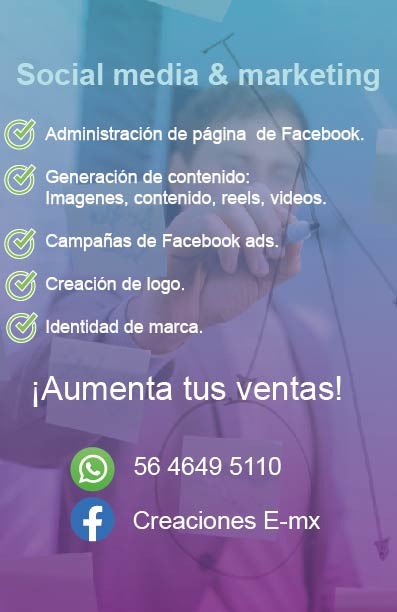 Social media & marketing
Administración de página de Facebook.
Generación de contenido:
Imagenes, contenido, reels, videos.
Campañas de Facebook ads.
Creación de logo.
Identidad de marca.
¡Aumenta tus ventas!
56 4649 5110
Creaciones E-mx